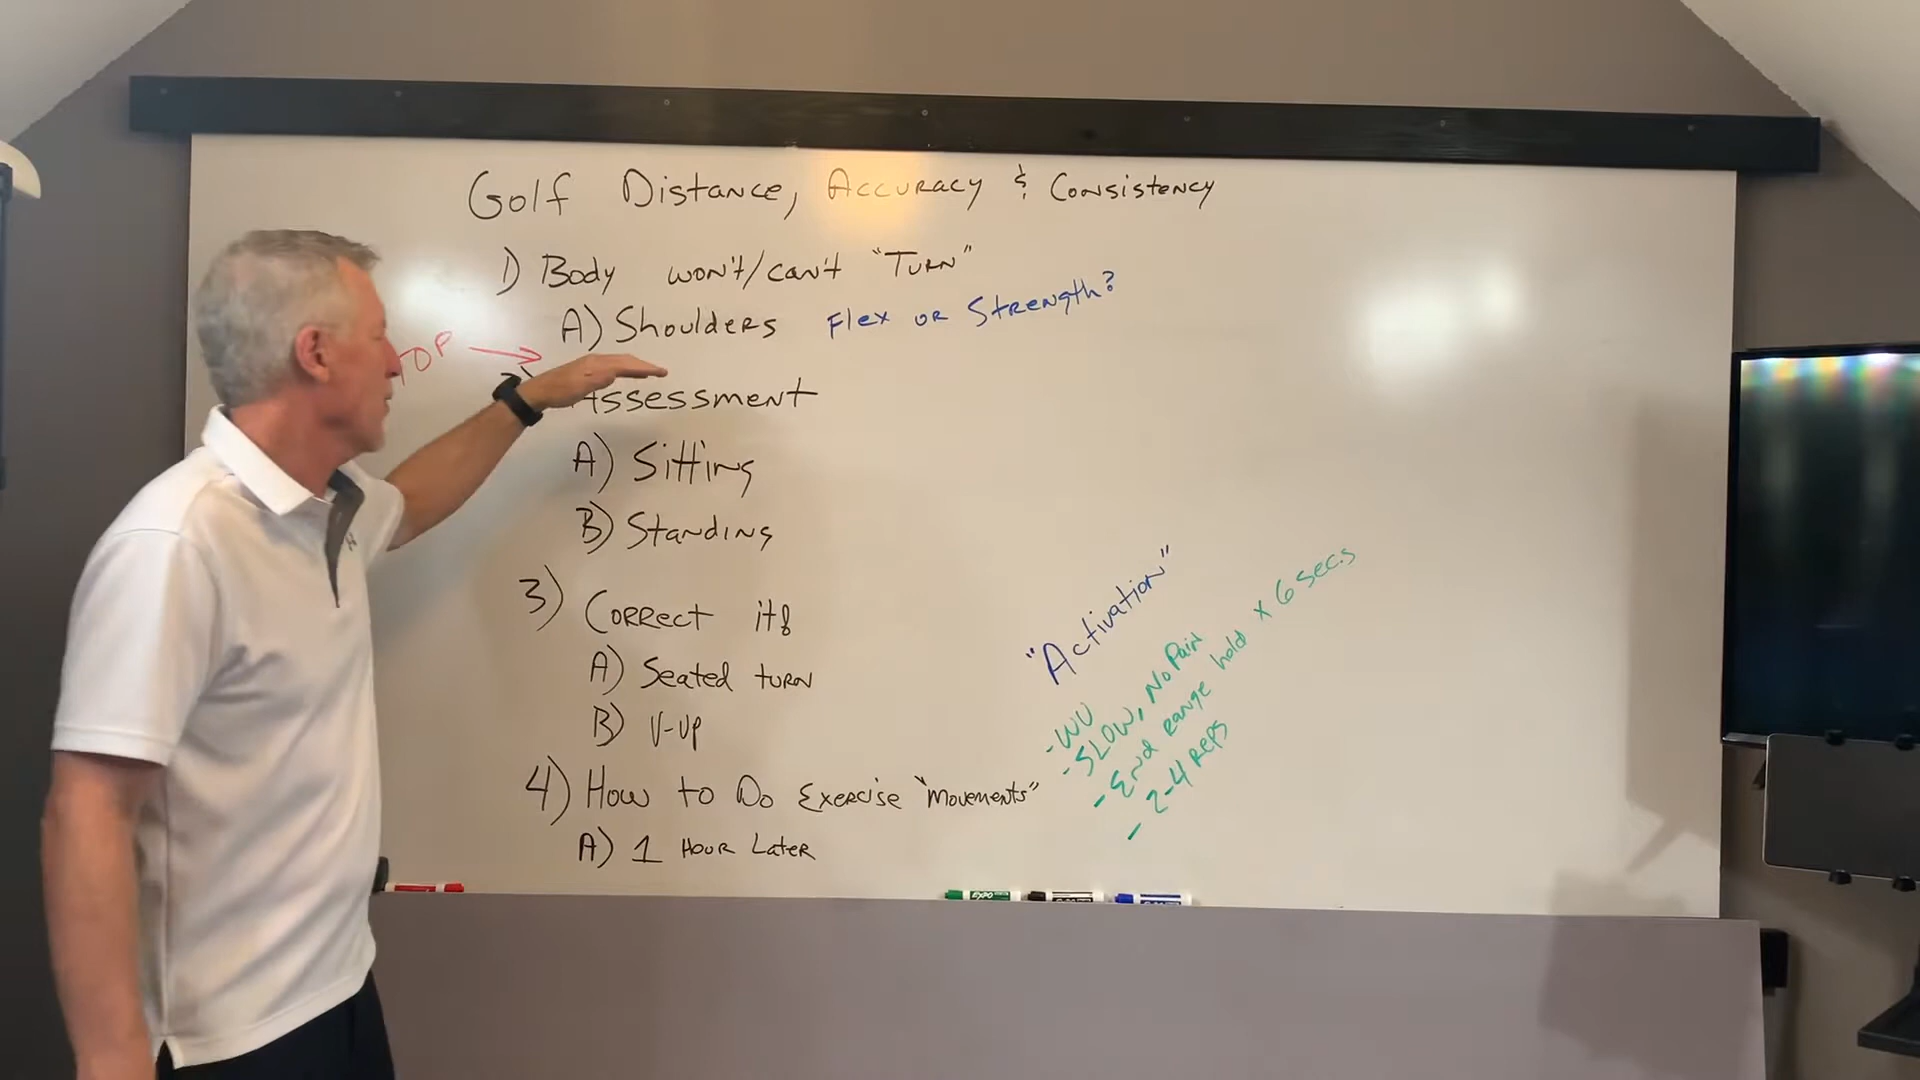 Golf Distance, Accuracy & Consistency
1) Body won't/can't "Turn"
A) Shoulders Flex or Strength?
TOP →
Assessment
A) Sitting
B) Standing
3) Correct it!
A) Seated turn
B) V-up
4) How to Do Exercise "Movements"
A) 1 Hour Later
"Activation"
- WU
- SLOW, No Pain
- End range hold x 6 secs
- 2-4 reps
EXPO